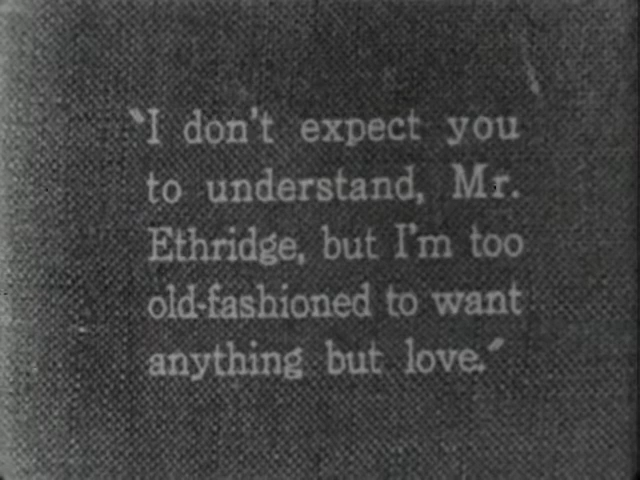 "I don't expect you
to understand, Mr.
Ethridge, but I'm too
old-fashioned to want
anything but love."